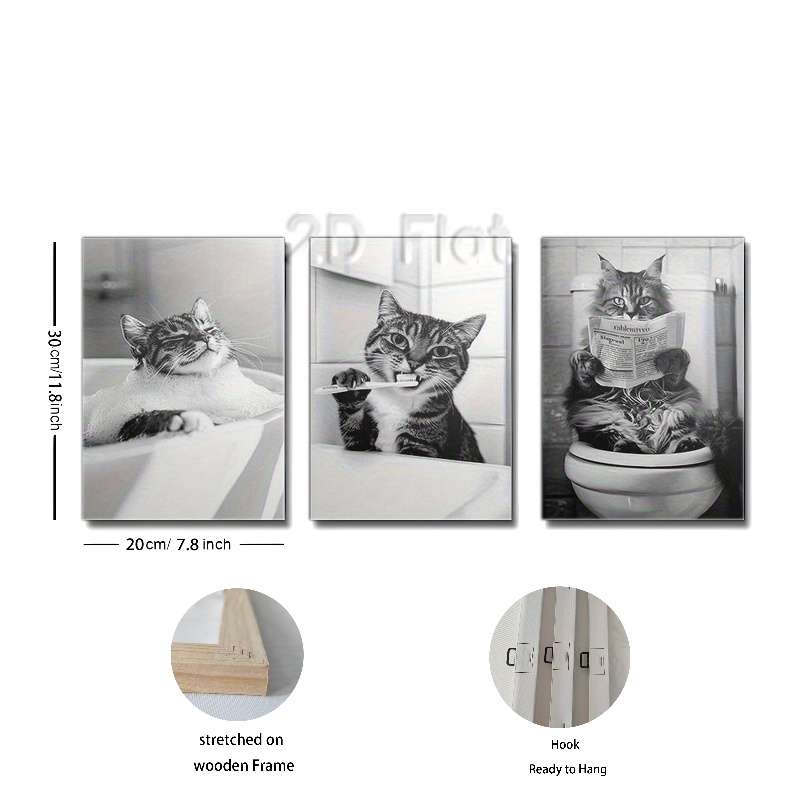 2D Flat
30cm/11.8inch
20cm/ 7.8 inch
stretched on
wooden Frame
Hook
Ready to Hang